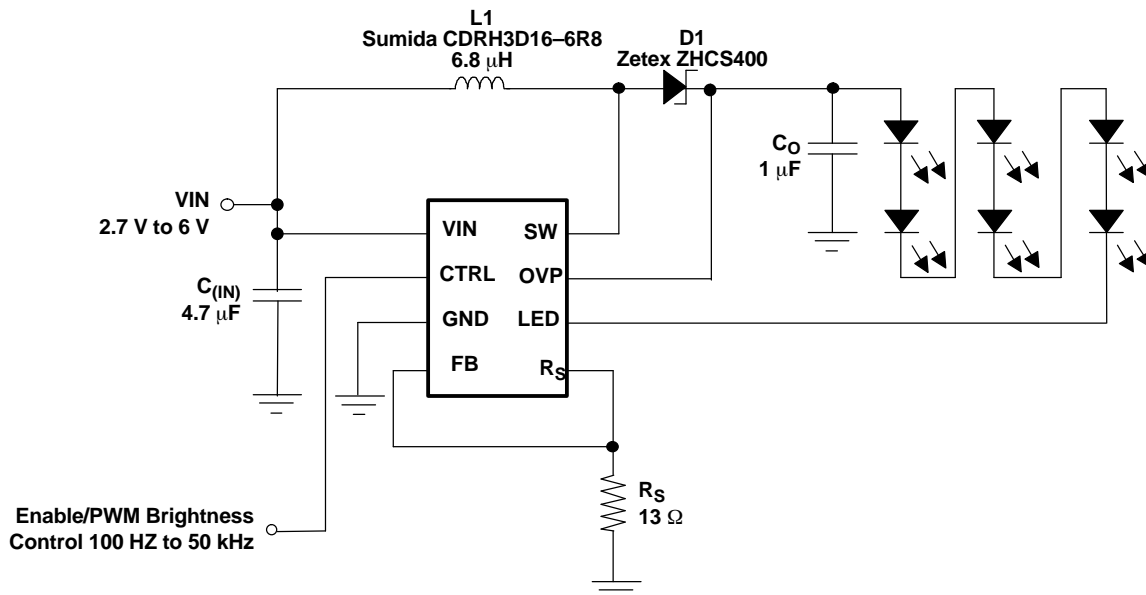 L1
Sumida CDRH3D16–6R8
6.8 μH
D1
Zetex ZHCS400
CO
1 μF
VIN
2.7 V to 6 V
C(IN)
4.7 μF
VIN
SW
CTRL
OVP
GND
LED
FB
RS
RS
13 Ω
Enable/PWM Brightness
Control 100 HZ to 50 kHz